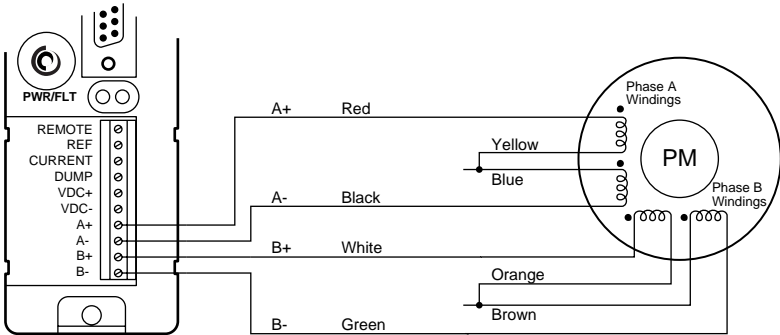 PWR/FLT
REMOTE
REF
CURRENT
DUMP
VDC+
VDC-
A+
A-
B+
B-
A+ Red
Yellow
Blue
A- Black
B+ White
Orange
Brown
B- Green
Phase A
Windings
PM
Phase B
Windings